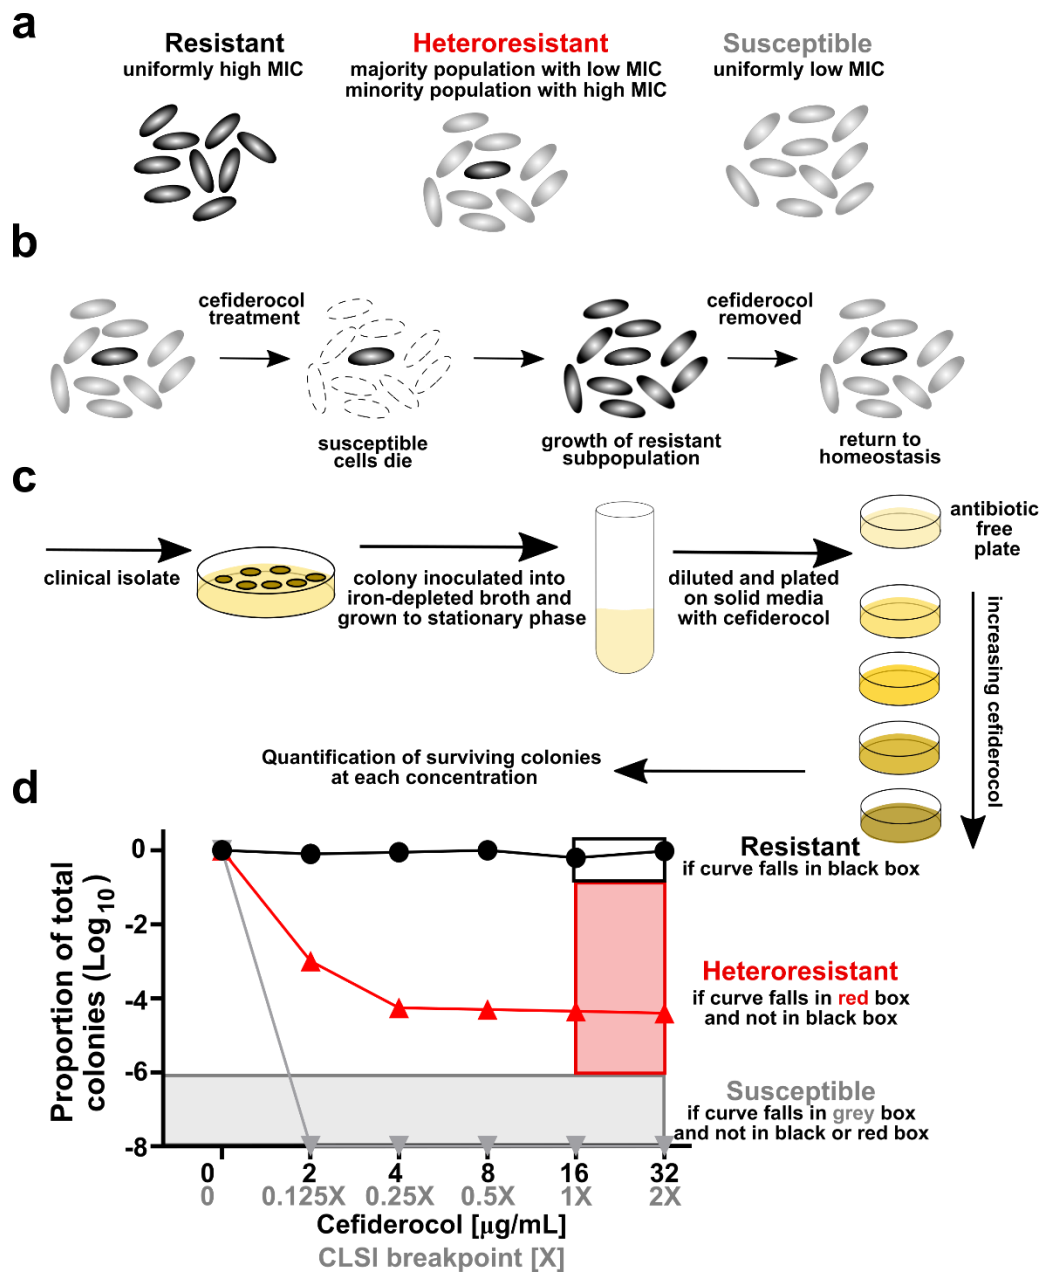 a
Resistant
uniformly high MIC
Heteroresistant
majority population with low MIC
minority population with high MIC
Susceptible
uniformly low MIC
b
cefiderocol
treatment
cefiderocol
removed
susceptible
cells die
growth of resistant
subpopulation
return to
homeostasis
c
clinical isolate
colony inoculated into
iron-depleted broth and
grown to stationary phase
diluted and plated
on solid media
with cefiderocol
antibiotic
free
plate
increasing cefiderocol
Quantification of surviving colonies
at each concentration
d
Proportion of total
colonies (Log10)
0
-2
-4
-6
-8
Resistant
if curve falls in black box
Heteroresistant
if curve falls in red box
and not in black box
Susceptible
if curve falls in grey box
and not in black or red box
0 2 4 8 16 32
0 0.125X 0.25X 0.5X 1X 2X
Cefiderocol [µg/mL]
CLSI breakpoint [X]